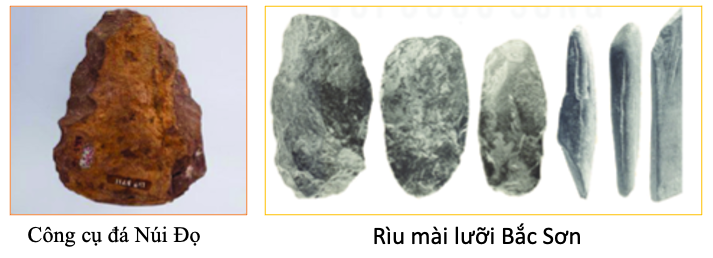 Công cụ đá Núi Đọ
Rìu mài lưỡi Bắc Sơn